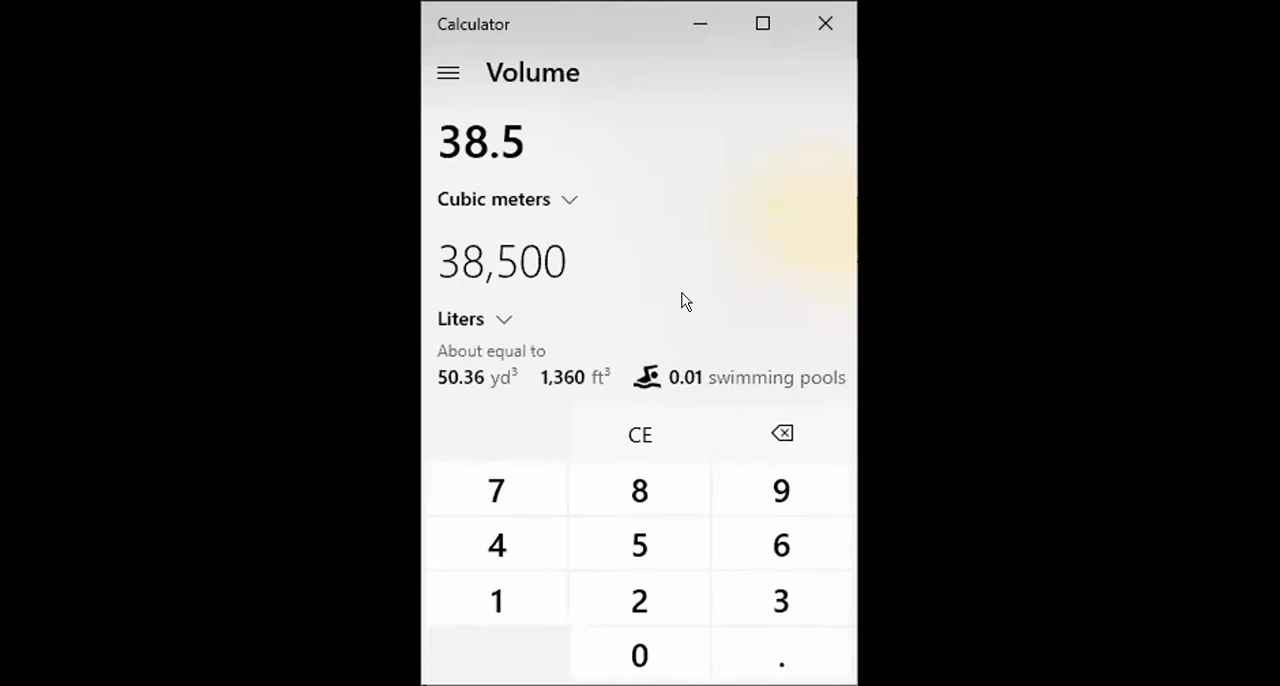 Calculator
Volume
38.5
Cubic meters
38,500
Liters
About equal to
50.36 yd³ 1,360 ft³ 0.01 swimming pools
CE
7 8 9
4 5 6
1 2 3
0 .